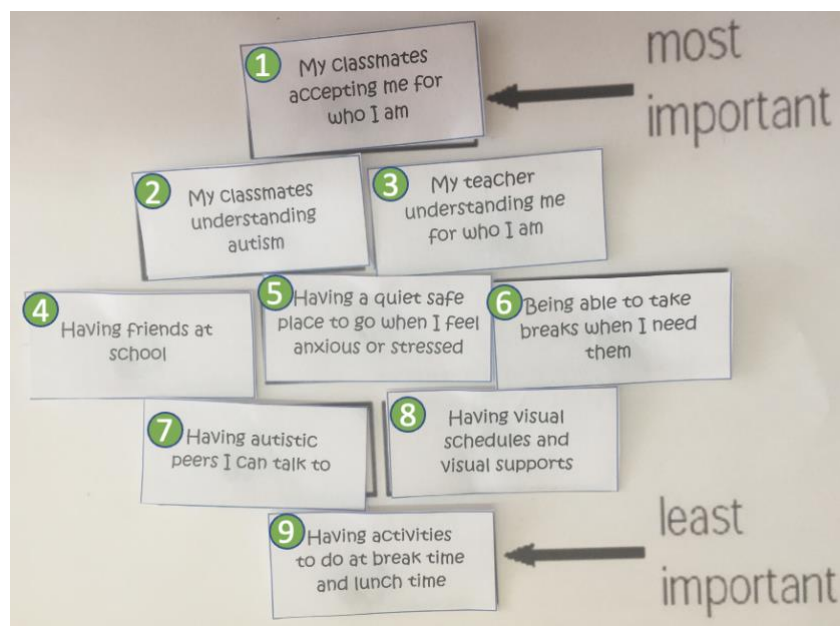 1
My classmates
accepting me for
who I am
most
important
2
My classmates
understanding
autism
3
My teacher
understanding me
for who I am
4
Having friends at
school
5
Having a quiet safe
place to go when I feel
anxious or stressed
6
Being able to take
breaks when I need
them
7
Having autistic
peers I can talk to
8
Having visual
schedules and
visual supports
9
Having activities
to do at break time
and lunch time
least
important